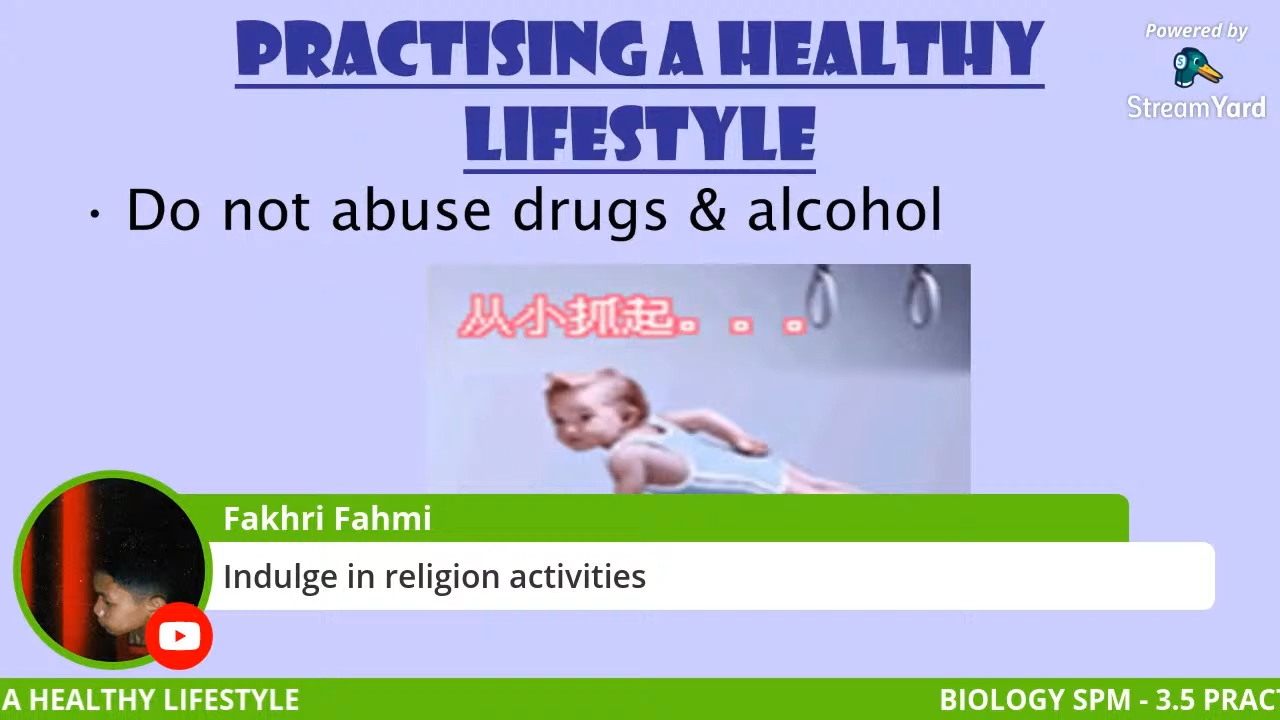 PRACTISING A HEALTHY
LIFESTYLE
Powered by
StreamYard
• Do not abuse drugs & alcohol
从小抓起。。。
Fakhri Fahmi
Indulge in religion activities
A HEALTHY LIFESTYLE
BIOLOGY SPM - 3.5 PRACT